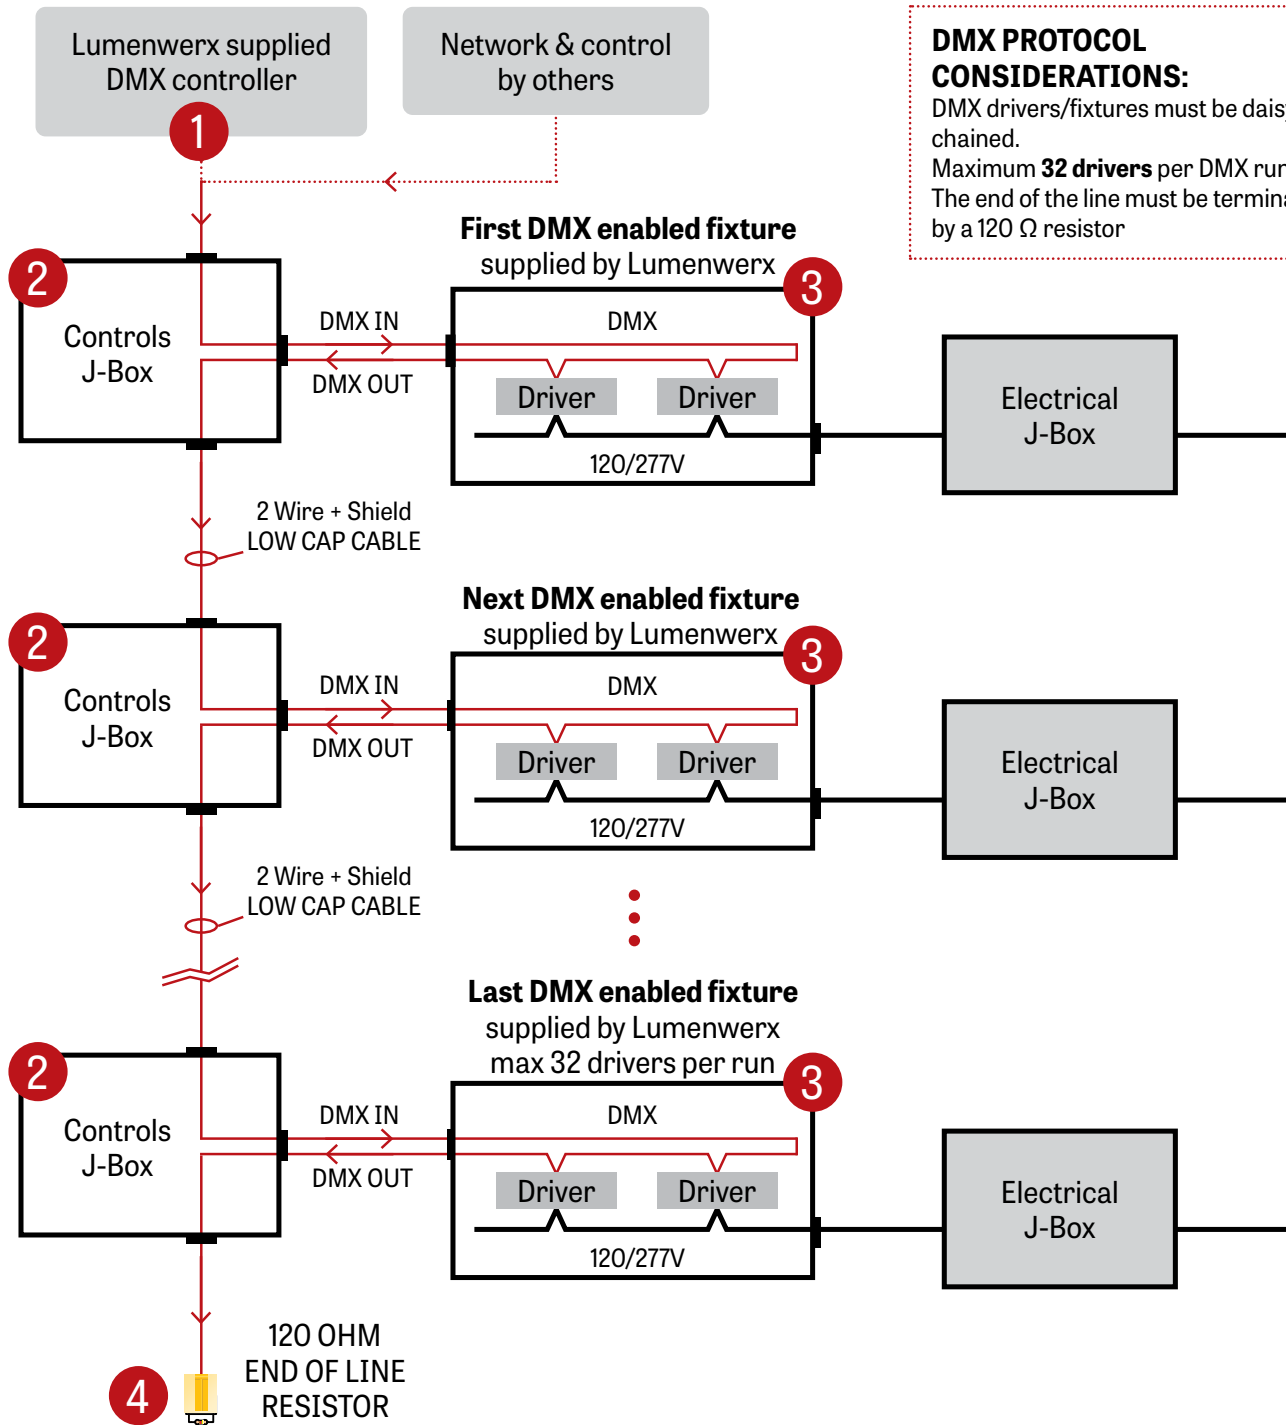 Lumenwerx supplied
DMX controller
1
Network & control
by others
DMX PROTOCOL
CONSIDERATIONS:
DMX drivers/fixtures must be
chained.
Maximum 32 drivers per DMX run
The end of the line must be
by a 120 Ω resistor
First DMX enabled fixture
supplied by Lumenwerx
2
Controls
J-Box
DMX IN
DMX OUT
3
DMX
Driver
Driver
120/277V
Electrical
J-Box
2 Wire + Shield
LOW CAP CABLE
Next DMX enabled fixture
supplied by Lumenwerx
2
Controls
J-Box
DMX IN
DMX OUT
3
DMX
Driver
Driver
120/277V
Electrical
J-Box
2 Wire + Shield
LOW CAP CABLE
Last DMX enabled fixture
supplied by Lumenwerx
max 32 drivers per run
2
Controls
J-Box
DMX IN
DMX OUT
3
DMX
Driver
Driver
120/277V
Electrical
J-Box
4
120 OHM
END OF LINE
RESISTOR